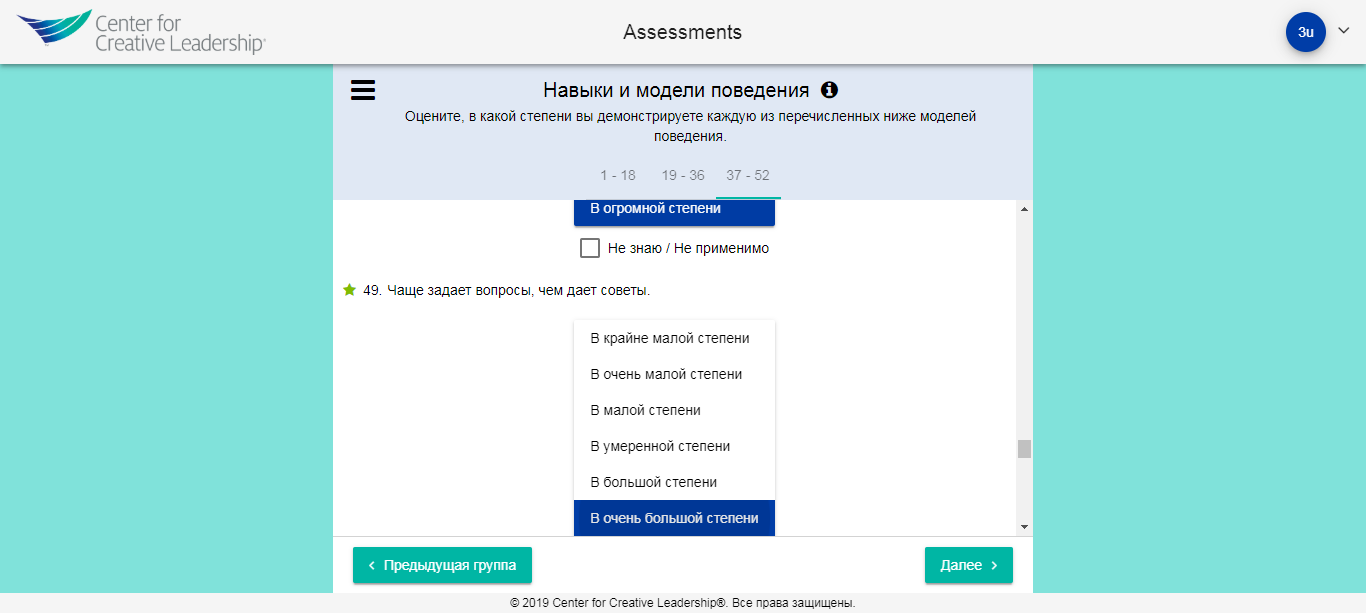 Center for
Creative Leadership®
Assessments
Зи
Навыки и модели поведения
Оцените, в какой степени вы демонстрируете каждую из перечисленных ниже моделей
поведения.
1 - 18 19 - 36 37 - 52
В огромной степени
Не знаю / Не применимо
49. Чаще задает вопросы, чем дает советы.
В крайне малой степени
В очень малой степени
В малой степени
В умеренной степени
В большой степени
В очень большой степени
Предыдущая группа
Далее
© 2019 Center for Creative Leadership®. Все права защищены.